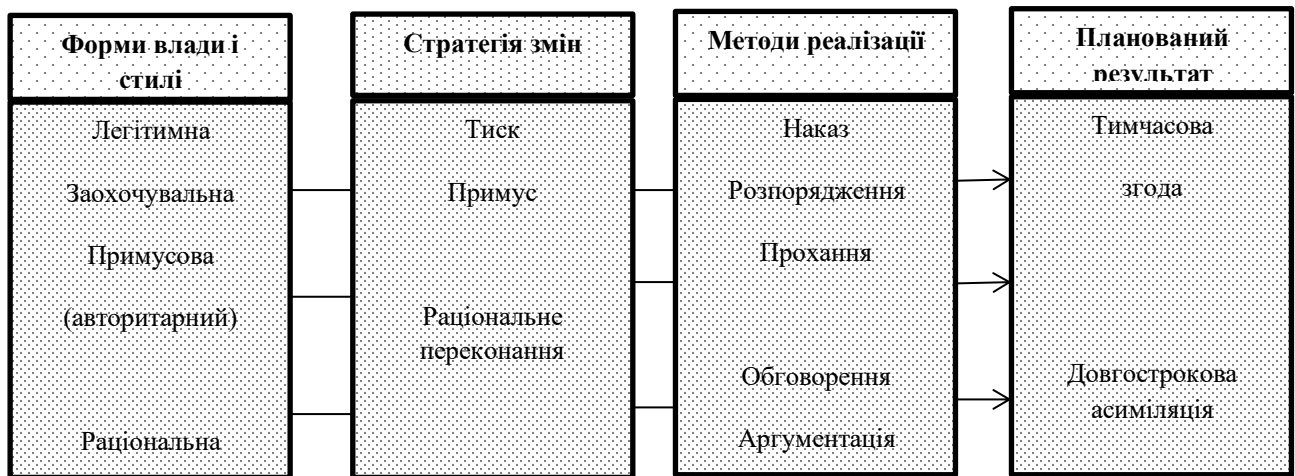 Форми влади і
стилі
Легітимна
Заохочувальна
Примусова
(авторитарний)
Раціональна
Стратегія змін
Тиск
Примус
Раціональне
переконання
Методи реалізації
Наказ
Розпорядження
Прохання
Обговорення
Аргументація
Планований
результат
Тимчасова
згода
Довгострокова
асиміляція